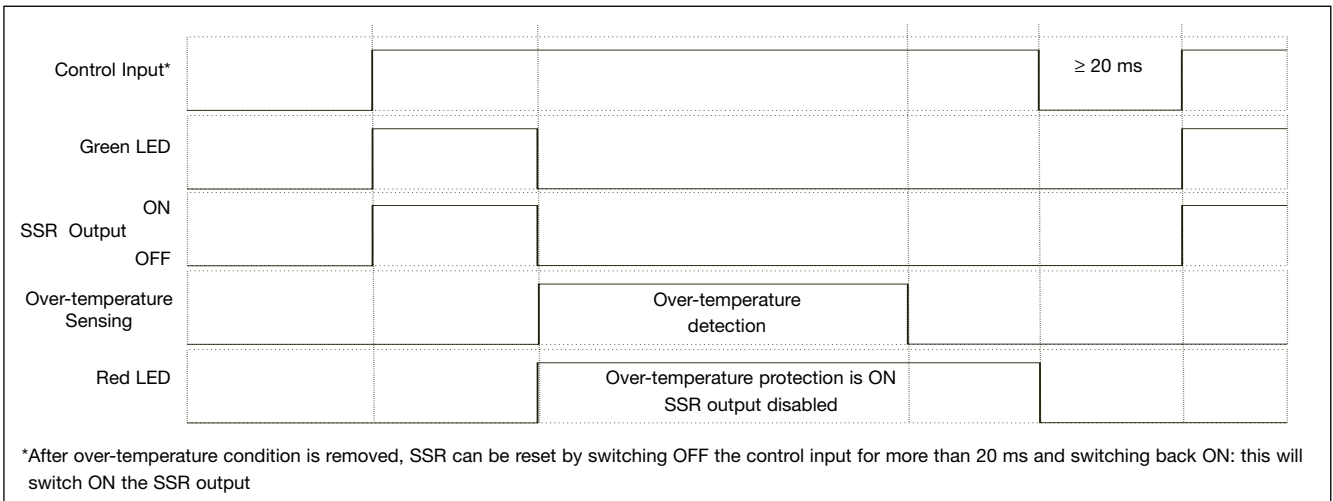 Control Input*
≥ 20 ms
Green LED
ON
SSR Output
OFF
Over-temperature
Sensing
Over-temperature
detection
Red LED
Over-temperature protection is ON
SSR output disabled
*After over-temperature condition is removed, SSR can be reset by switching OFF the control input for more than 20 ms and switching back ON: this will
switch ON the SSR output